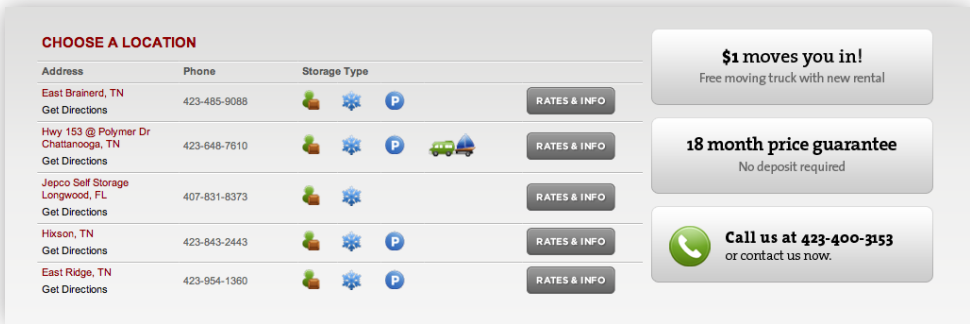 CHOOSE A LOCATION
Address Phone Storage Type
East Brainerd, TN
Get Directions
423-485-9088
P
RATES & INFO
Hwy 153 @ Polymer Dr
Chattanooga, TN
Get Directions
423-648-7610
P
RATES & INFO
Jepco Self Storage
Longwood, FL
Get Directions
407-831-8373
RATES & INFO
Hixson, TN
Get Directions
423-843-2443
P
RATES & INFO
East Ridge, TN
Get Directions
423-954-1360
P
RATES & INFO
$1 moves you in!
Free moving truck with new rental
18 month price guarantee
No deposit required
Call us at 423-400-3153
or contact us now.